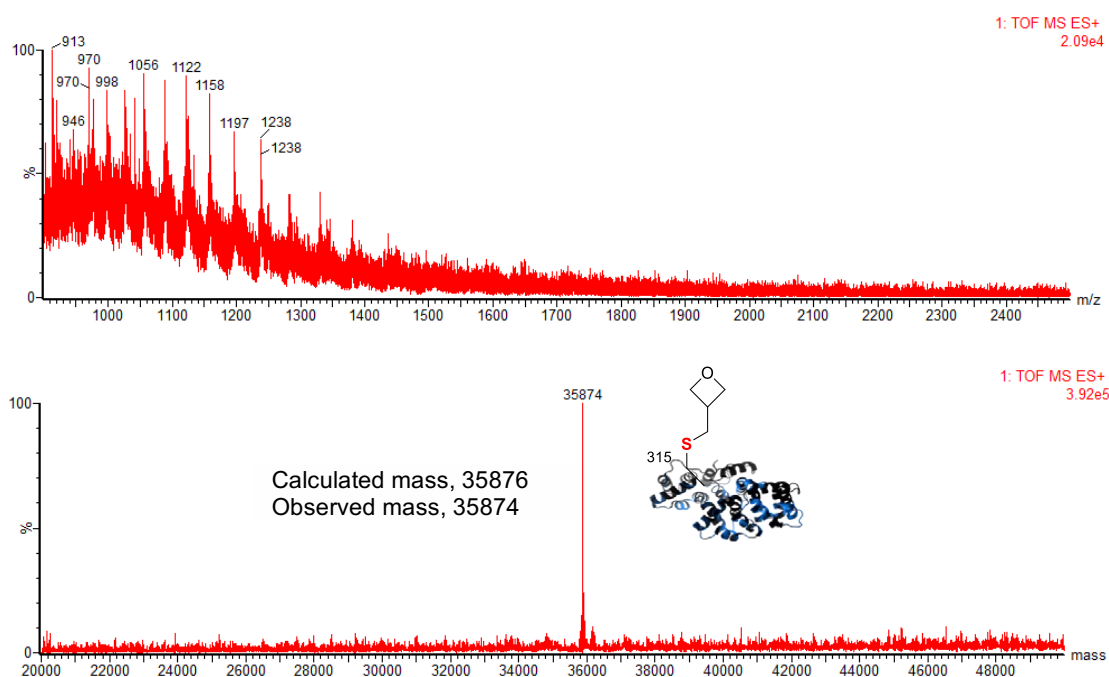 1: TOF MS ES+
2.09e4
100
%
0
913
970
970
998
946
1056
1122
1158
1197
1238
1238
1000 1100 1200 1300 1400 1500 1600 1700 1800 1900 2000 2100 2200 2300 2400 m/z
1: TOF MS ES+
3.92e5
100
%
0
35874
O
S
315
Calculated mass, 35876
Observed mass, 35874
20000 22000 24000 26000 28000 30000 32000 34000 36000 38000 40000 42000 44000 46000 48000 mass